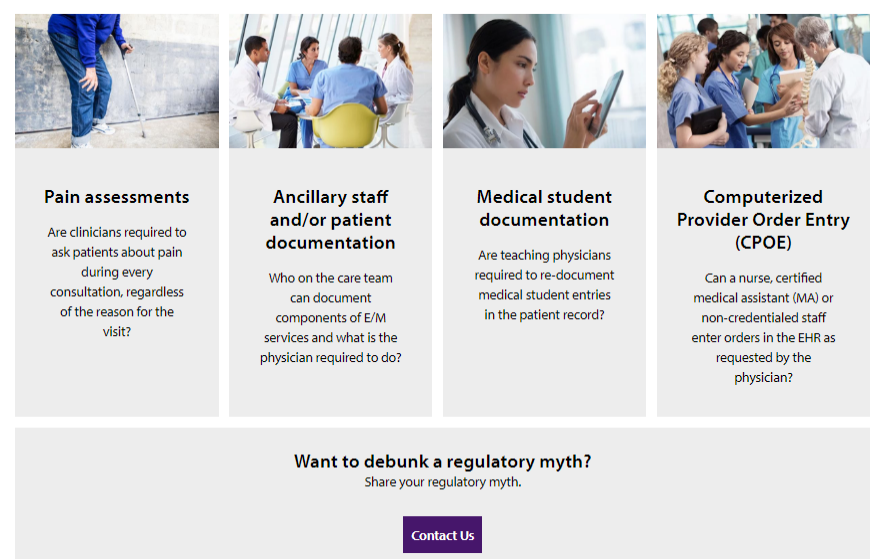 Pain assessments
Are clinicians required to
ask patients about pain
during every
consultation, regardless
of the reason for the
visit?
Ancillary staff
and/or patient
documentation
Who on the care team
can document
components of E/M
services and what is the
physician required to do?
Medical student
documentation
Are teaching physicians
required to re-document
medical student entries
in the patient record?
Computerized
Provider Order Entry
(CPOE)
Can a nurse, certified
medical assistant (MA) or
non-credentialed staff
enter orders in the EHR as
requested by the
physician?
Want to debunk a regulatory myth?
Share your regulatory myth.
Contact Us